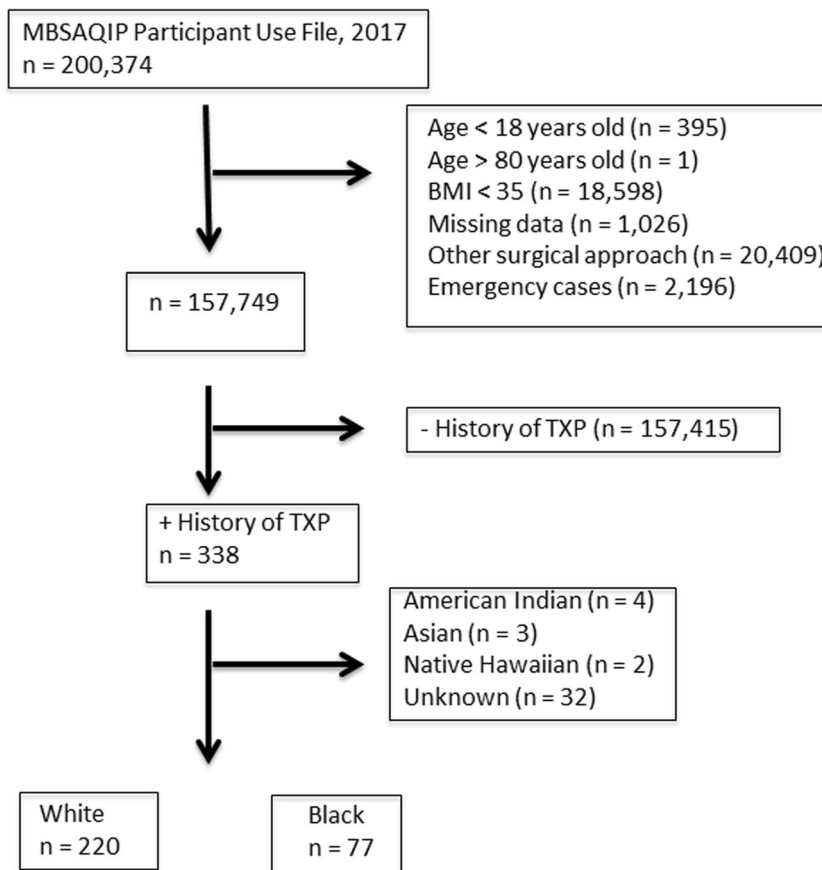 MBSAQIP Participant Use File, 2017
n = 200,374
Age < 18 years old (n = 395)
Age > 80 years old (n = 1)
BMI < 35 (n = 18,598)
Missing data (n = 1,026)
Other surgical approach (n = 20,409)
Emergency cases (n = 2,196)
n = 157,749
- History of TXP (n = 157,415)
+ History of TXP
n = 338
American Indian (n = 4)
Asian (n = 3)
Native Hawaiian (n = 2)
Unknown (n = 32)
White
n = 220
Black
n = 77